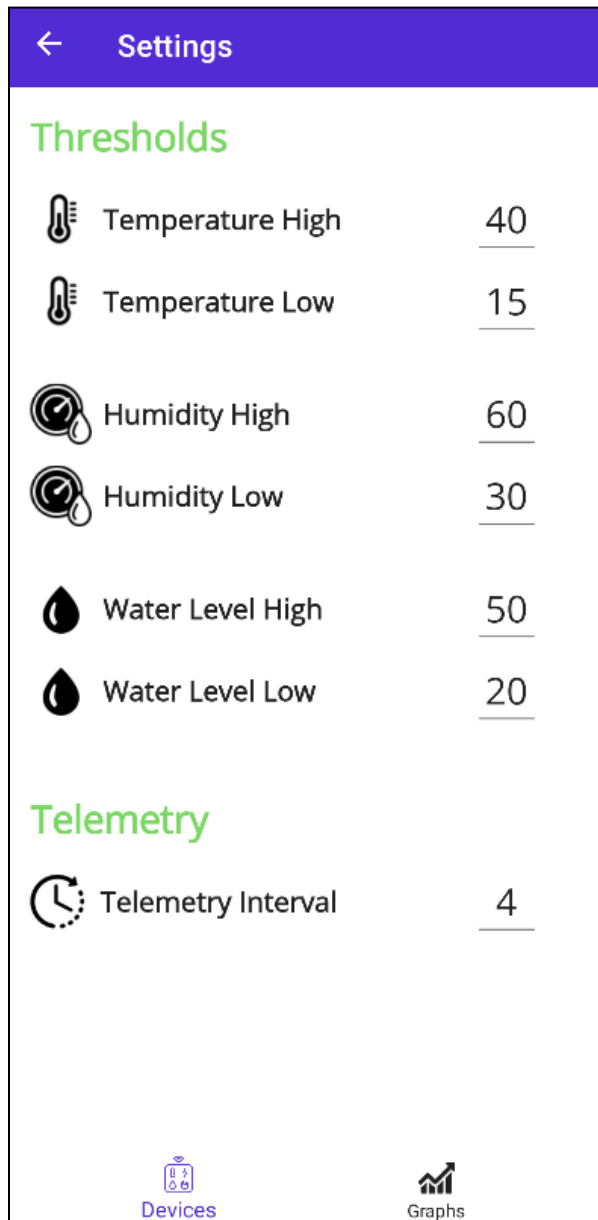 Settings
Thresholds
Temperature High 40
Temperature Low 15
Humidity High 60
Humidity Low 30
Water Level High 50
Water Level Low 20
Telemetry
Telemetry Interval 4
Devices Graphs